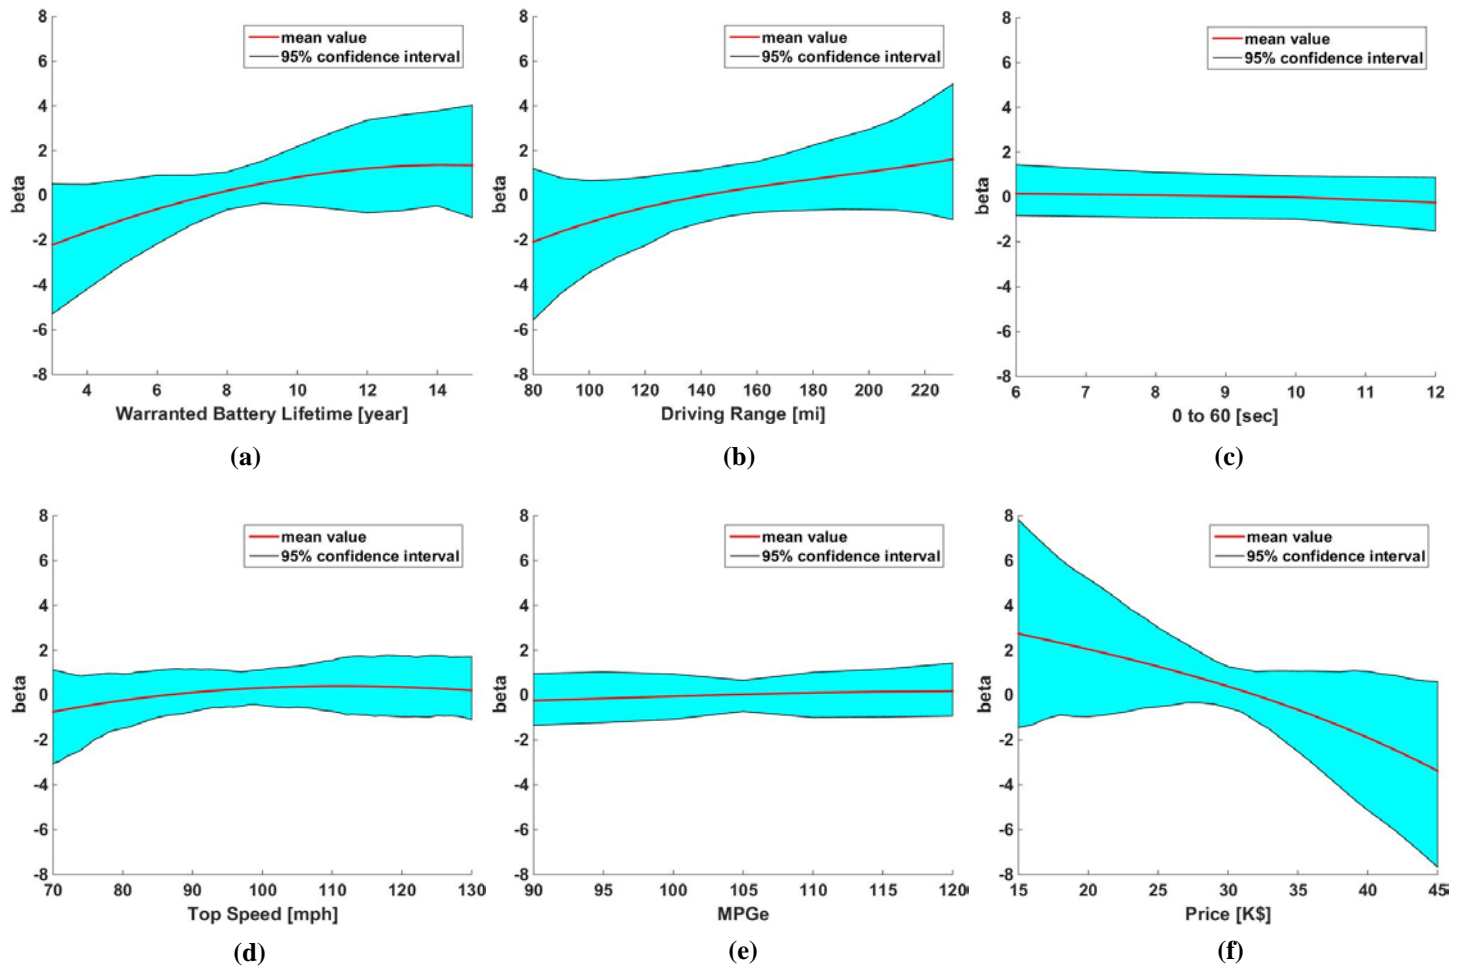 8
6
4
2
0
-2
-4
-6
-8
beta
mean value
95% confidence interval
4 6 8 10 12 14
Warranted Battery Lifetime [year]
(a)
8
6
4
2
0
-2
-4
-6
-8
beta
mean value
95% confidence interval
80 100 120 140 160 180 200 220
Driving Range [mi]
(b)
8
6
4
2
0
-2
-4
-6
-8
beta
mean value
95% confidence interval
6 7 8 9 10 11 12
0 to 60 [sec]
(c)
8
6
4
2
0
-2
-4
-6
-8
beta
mean value
95% confidence interval
70 80 90 100 110 120 130
Top Speed [mph]
(d)
8
6
4
2
0
-2
-4
-6
-8
beta
mean value
95% confidence interval
90 95 100 105 110 115 120
MPGe
(e)
8
6
4
2
0
-2
-4
-6
-8
beta
mean value
95% confidence interval
15 20 25 30 35 40 45
Price [K$]
(f)